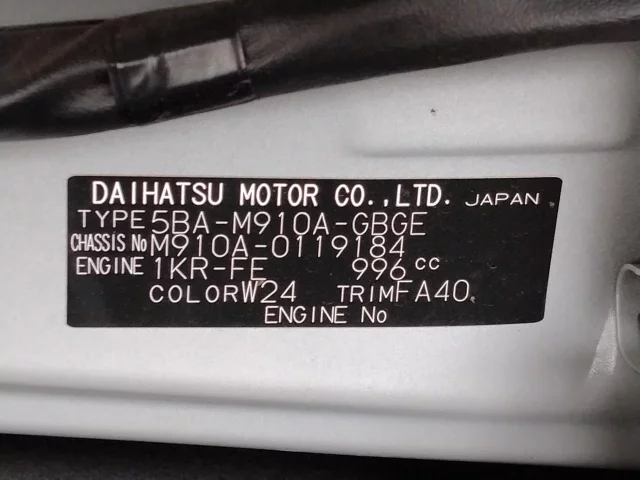 DAIHATSU MOTOR CO.,LTD. JAPAN
TYPE 5BA-M910A-GBGE
CHASSIS No M910A-0119184
ENGINE 1KR-FE 996 cc
COLOR W24 TRIM FA40
ENGINE No